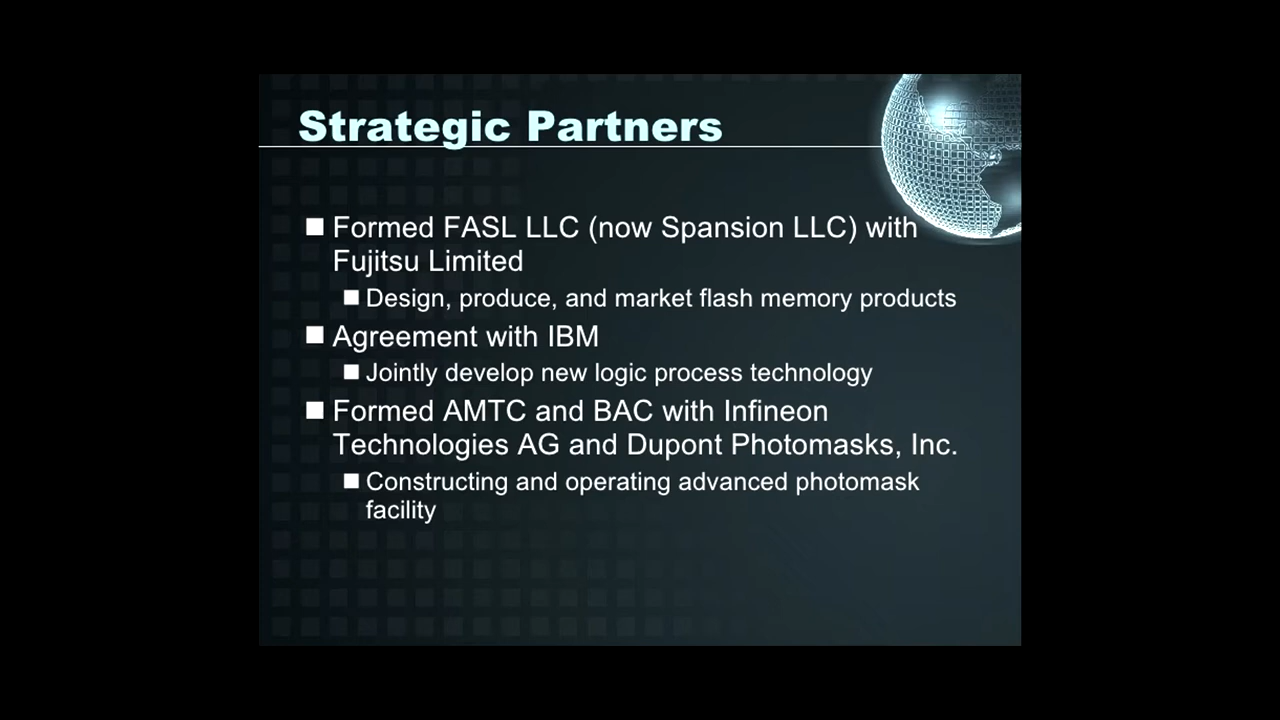 Strategic Partners
Formed FASL LLC (now Spansion LLC) with
Fujitsu Limited
Design, produce, and market flash memory products
Agreement with IBM
Jointly develop new logic process technology
Formed AMTC and BAC with Infineon
Technologies AG and Dupont Photomasks, Inc.
Constructing and operating advanced photomask
facility